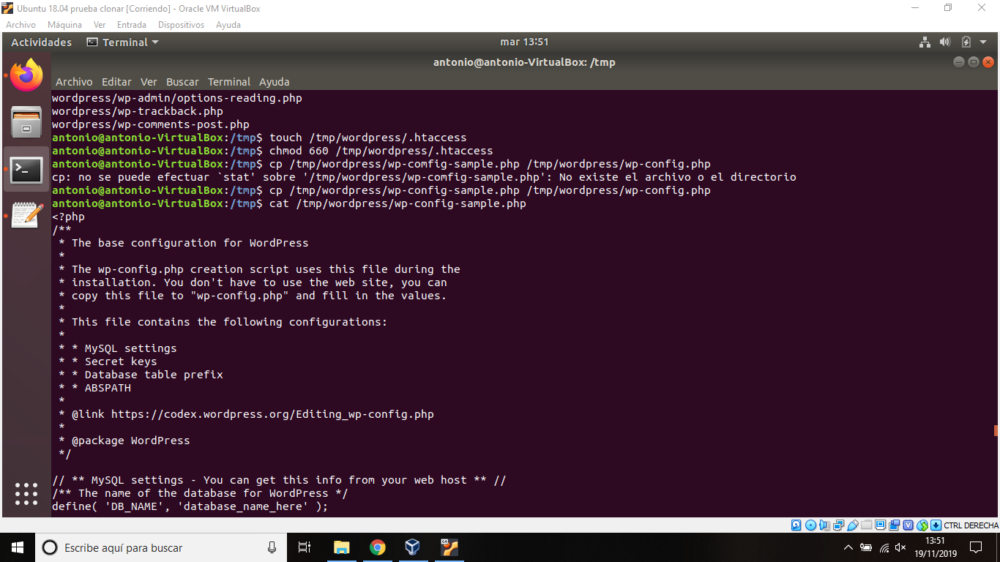 Ubuntu 18.04 prueba clonar [Corriendo] - Oracle VM VirtualBox
Archivo Máquina Ver Entrada Dispositivos Ayuda
Actividades Terminal mar 13:51
antonio@antonio-VirtualBox: /tmp
Archivo Editar Ver Buscar Terminal Ayuda
wordpress/wp-admin/options-reading.php
wordpress/wp-trackback.php
wordpress/wp-comments-post.php
antonio@antonio-VirtualBox:/tmp$ touch /tmp/wordpress/.htaccess
antonio@antonio-VirtualBox:/tmp$ chmod 660 /tmp/wordpress/.htaccess
antonio@antonio-VirtualBox:/tmp$ cp /tmp/wordpress/wp-comfig-sample.php /tmp/wordpress/wp-config.php
cp: no se puede efectuar `stat' sobre '/tmp/wordpress/wp-comfig-sample.php': No existe el archivo o el directorio
antonio@antonio-VirtualBox:/tmp$ cp /tmp/wordpress/wp-config-sample.php /tmp/wordpress/wp-config.php
antonio@antonio-VirtualBox:/tmp$ cat /tmp/wordpress/wp-config-sample.php
<?php
/**
 * The base configuration for WordPress
 *
 * The wp-config.php creation script uses this file during the
 * installation. You don't have to use the web site, you can
 * copy this file to "wp-config.php" and fill in the values.
 *
 * This file contains the following configurations:
 *
 * * MySQL settings
 * * Secret keys
 * * Database table prefix
 * * ABSPATH
 *
 * @link https://codex.wordpress.org/Editing_wp-config.php
 *
 * @package WordPress
 */
// ** MySQL settings - You can get this info from your web host ** //
/** The name of the database for WordPress */
define( 'DB_NAME', 'database_name_here' );
CTRL DERECHA
Escribe aquí para buscar
64
13:51
19/11/2019